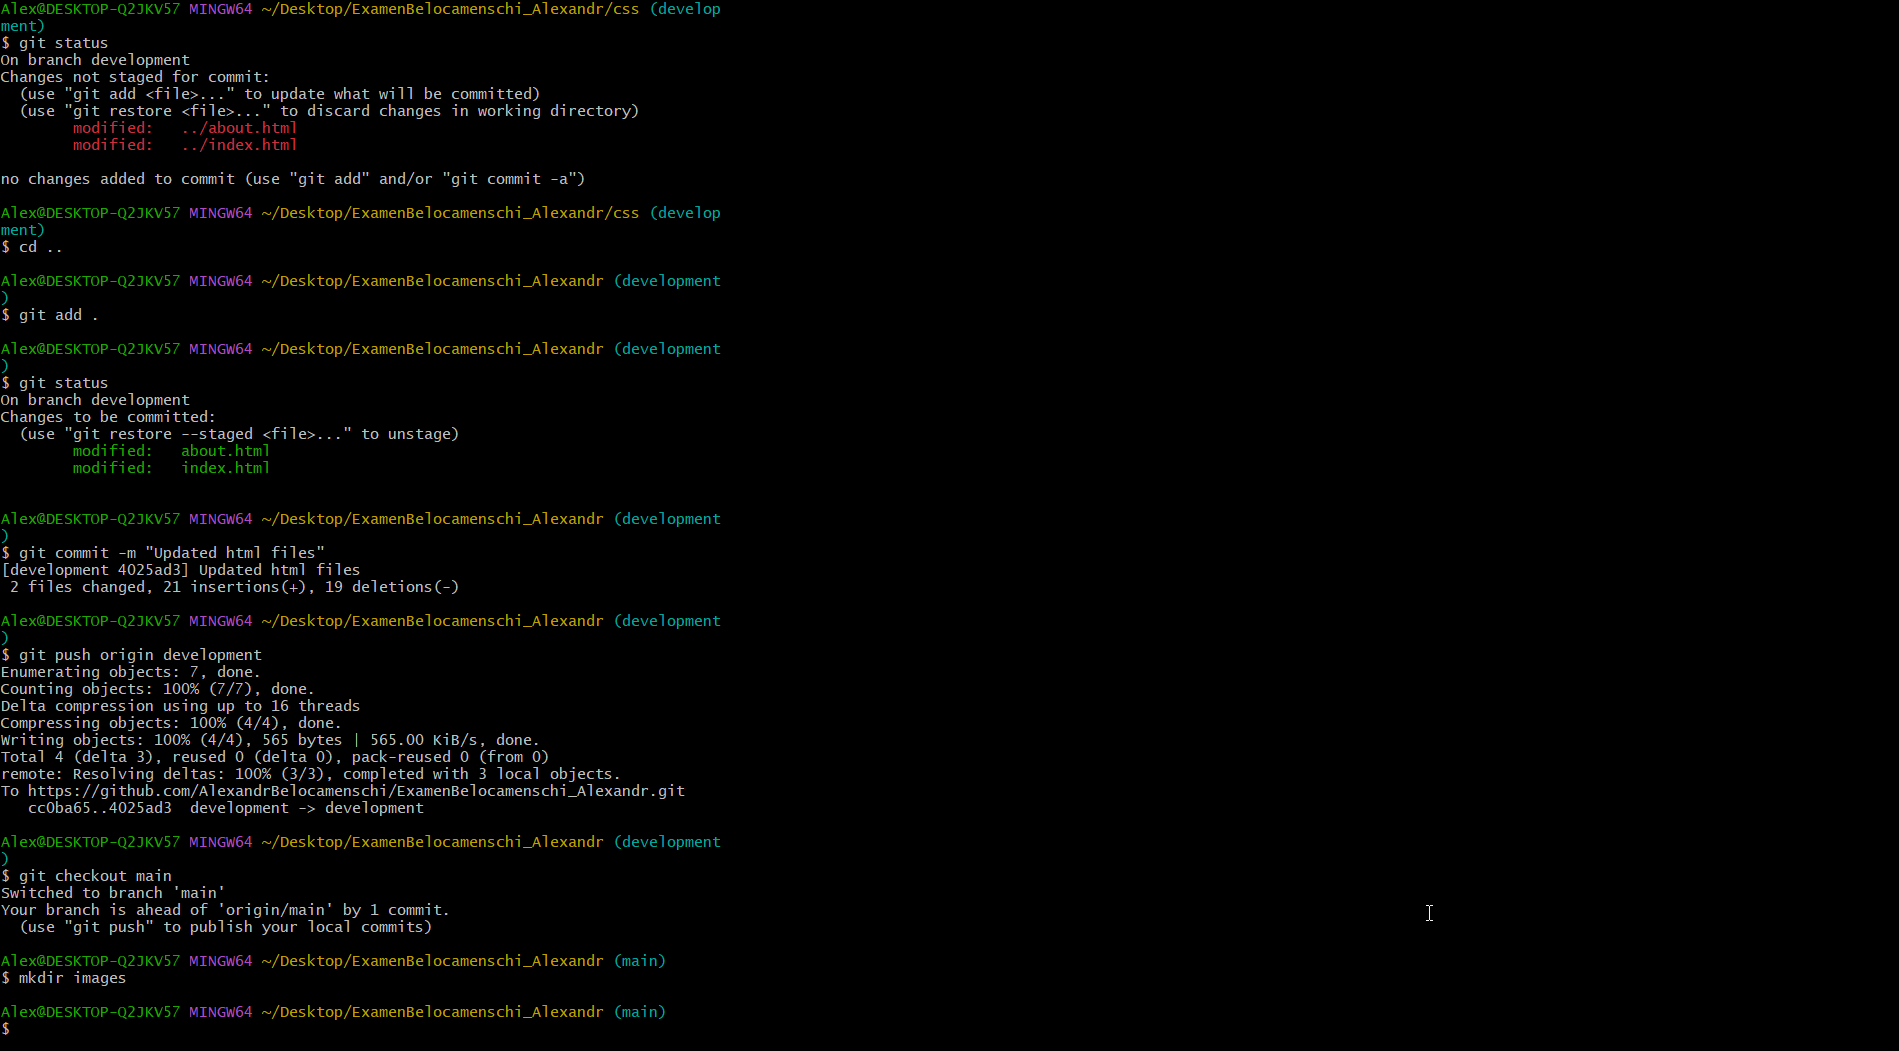 Alex@DESKTOP-Q2JKV57 MINGW64 ~/Desktop/ExamenBelocamenschi_Alexandr/css (develop
ment)
$ git status
On branch development
Changes not staged for commit:
  (use "git add <file>..." to update what will be committed)
  (use "git restore <file>..." to discard changes in working directory)
        modified:   ../about.html
        modified:   ../index.html

no changes added to commit (use "git add" and/or "git commit -a")

Alex@DESKTOP-Q2JKV57 MINGW64 ~/Desktop/ExamenBelocamenschi_Alexandr/css (develop
ment)
$ cd ..

Alex@DESKTOP-Q2JKV57 MINGW64 ~/Desktop/ExamenBelocamenschi_Alexandr (development
)
$ git add .

Alex@DESKTOP-Q2JKV57 MINGW64 ~/Desktop/ExamenBelocamenschi_Alexandr (development
)
$ git status
On branch development
Changes to be committed:
  (use "git restore --staged <file>..." to unstage)
        modified:   about.html
        modified:   index.html


Alex@DESKTOP-Q2JKV57 MINGW64 ~/Desktop/ExamenBelocamenschi_Alexandr (development
)
$ git commit -m "Updated html files"
[development 4025ad3] Updated html files
 2 files changed, 21 insertions(+), 19 deletions(-)

Alex@DESKTOP-Q2JKV57 MINGW64 ~/Desktop/ExamenBelocamenschi_Alexandr (development
)
$ git push origin development
Enumerating objects: 7, done.
Counting objects: 100% (7/7), done.
Delta compression using up to 16 threads
Compressing objects: 100% (4/4), done.
Writing objects: 100% (4/4), 565 bytes | 565.00 KiB/s, done.
Total 4 (delta 3), reused 0 (delta 0), pack-reused 0 (from 0)
remote: Resolving deltas: 100% (3/3), completed with 3 local objects.
To https://github.com/AlexandrBelocamenschi/ExamenBelocamenschi_Alexandr.git
   cc0ba65..4025ad3  development -> development

Alex@DESKTOP-Q2JKV57 MINGW64 ~/Desktop/ExamenBelocamenschi_Alexandr (development
)
$ git checkout main
Switched to branch 'main'
Your branch is ahead of 'origin/main' by 1 commit.
  (use "git push" to publish your local commits)

Alex@DESKTOP-Q2JKV57 MINGW64 ~/Desktop/ExamenBelocamenschi_Alexandr (main)
$ mkdir images

Alex@DESKTOP-Q2JKV57 MINGW64 ~/Desktop/ExamenBelocamenschi_Alexandr (main)
$